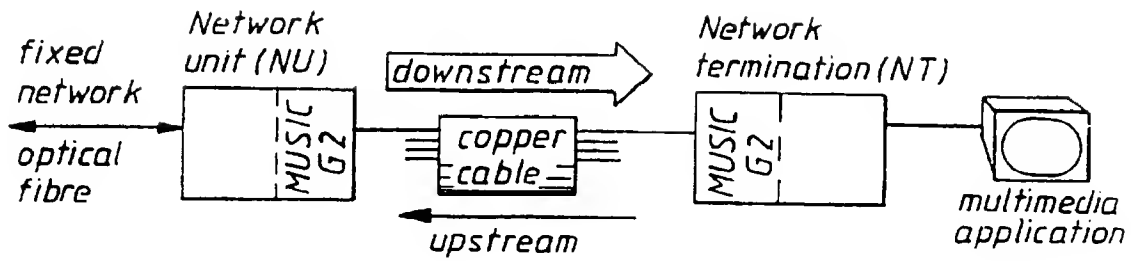 fixed
network
optical
fibre
Network
unit (NU)
MUSIC
G2
downstream
copper
cable
upstream
Network
termination (NT)
MUSIC
G2
multimedia
application